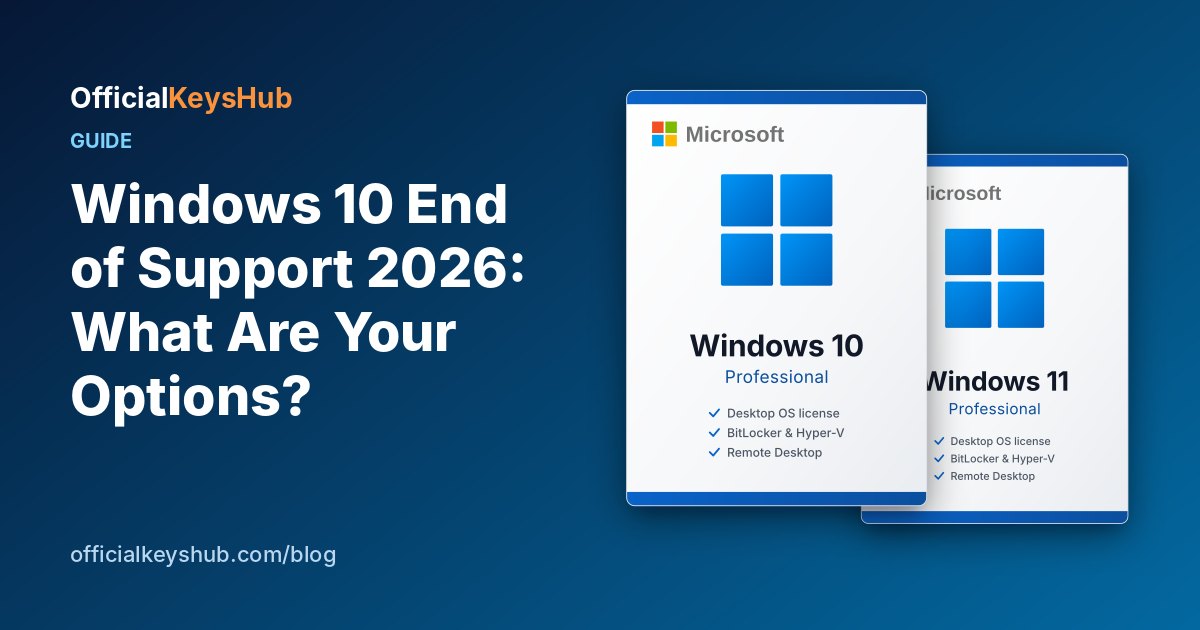 OfficialKeysHub
GUIDE
Windows 10 End
of Support 2026:
What Are Your
Options?
officialkeyshub.com/blog
Microsoft
Windows 10
Professional
Desktop OS license
BitLocker & Hyper-V
Remote Desktop
licrosoft
Windows 11
Professional
Desktop OS license
BitLocker & Hyper-V
Remote Desktop